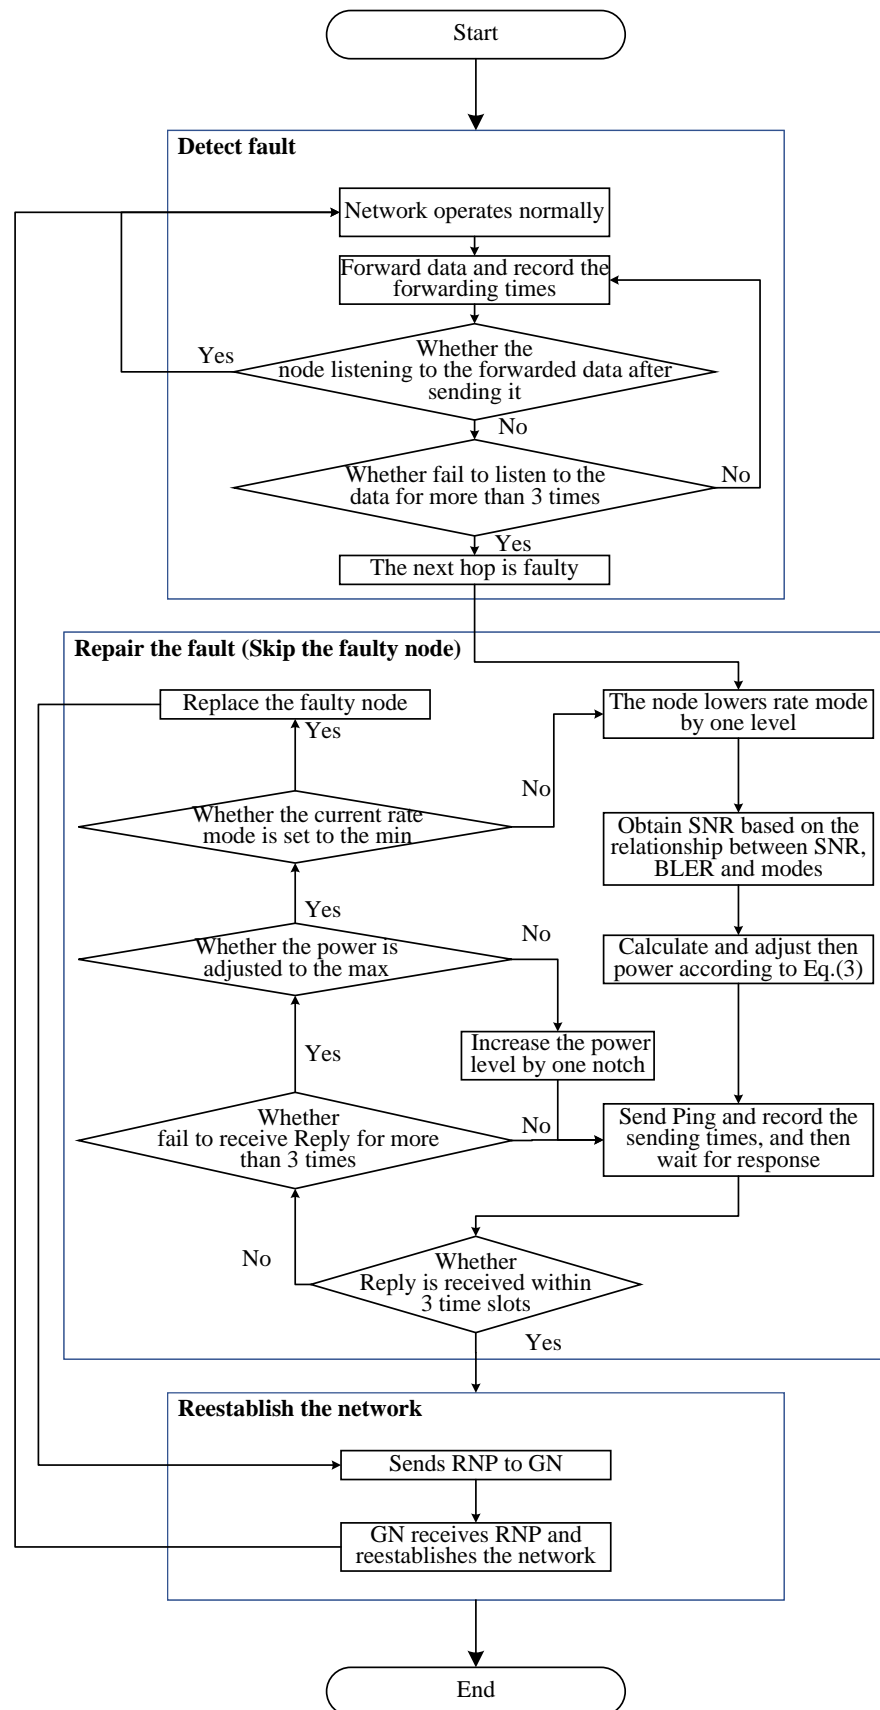 Start
Detect fault
Network operates normally
Forward data and record the
forwarding times
Whether the
node listening to the forwarded data after
sending it
Yes
No
Whether fail to listen to the
data for more than 3 times
No
Yes
The next hop is faulty
Repair the fault (Skip the faulty node)
Replace the faulty node
The node lowers rate mode
by one level
Yes
No
Whether the current rate
mode is set to the min
Obtain SNR based on the
relationship between SNR,
BLER and modes
Yes
No
Whether the power is
adjusted to the max
Calculate and adjust then
power according to Eq.(3)
Increase the power
level by one notch
Yes
Whether
fail to receive Reply for more
than 3 times
No
Send Ping and record the
sending times, and then
wait for response
No
Whether
Reply is received within
3 time slots
Yes
Reestablish the network
Sends RNP to GN
GN receives RNP and
reestablishes the network
End